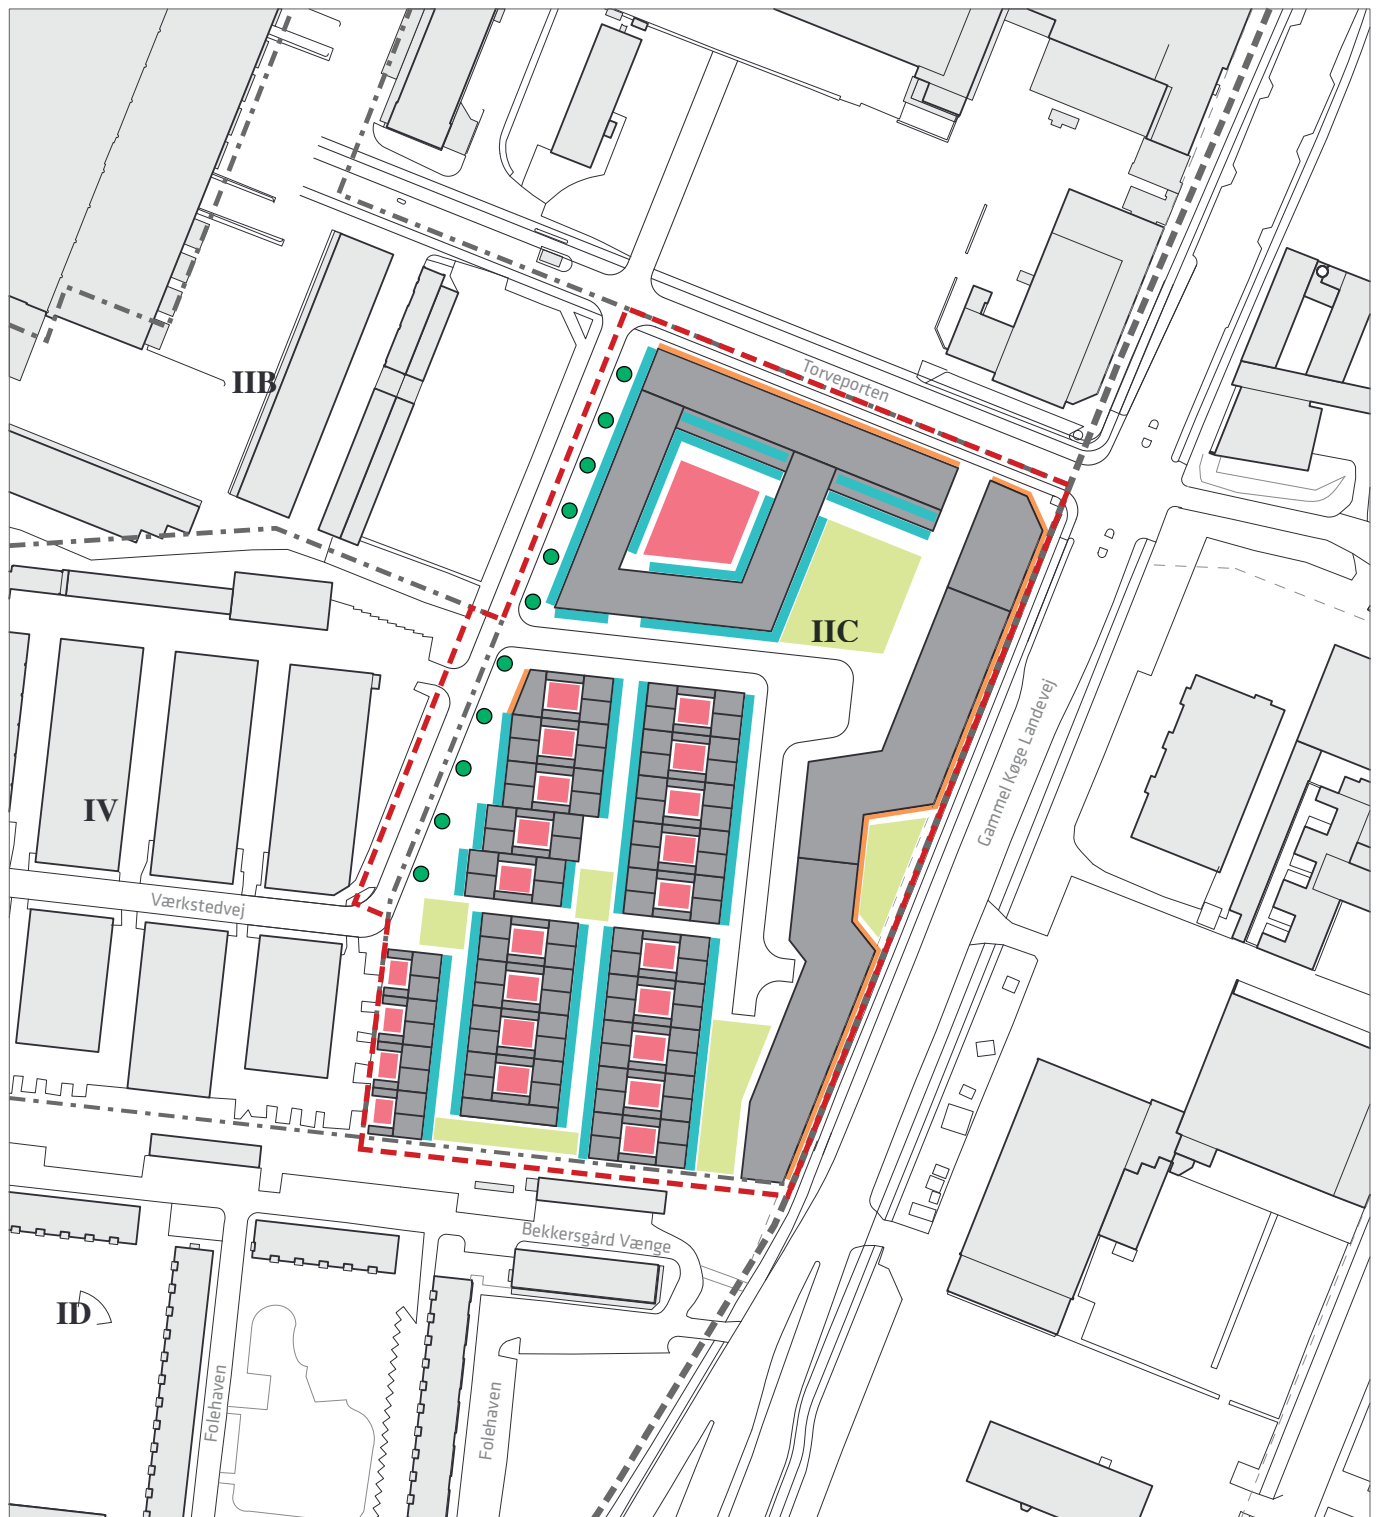 Torveporten
IIB
IIC
Gammel Køge Landevej
IV
Værkstedvej
Bekkersgård Vænge
ID
Folehaven
Folehaven